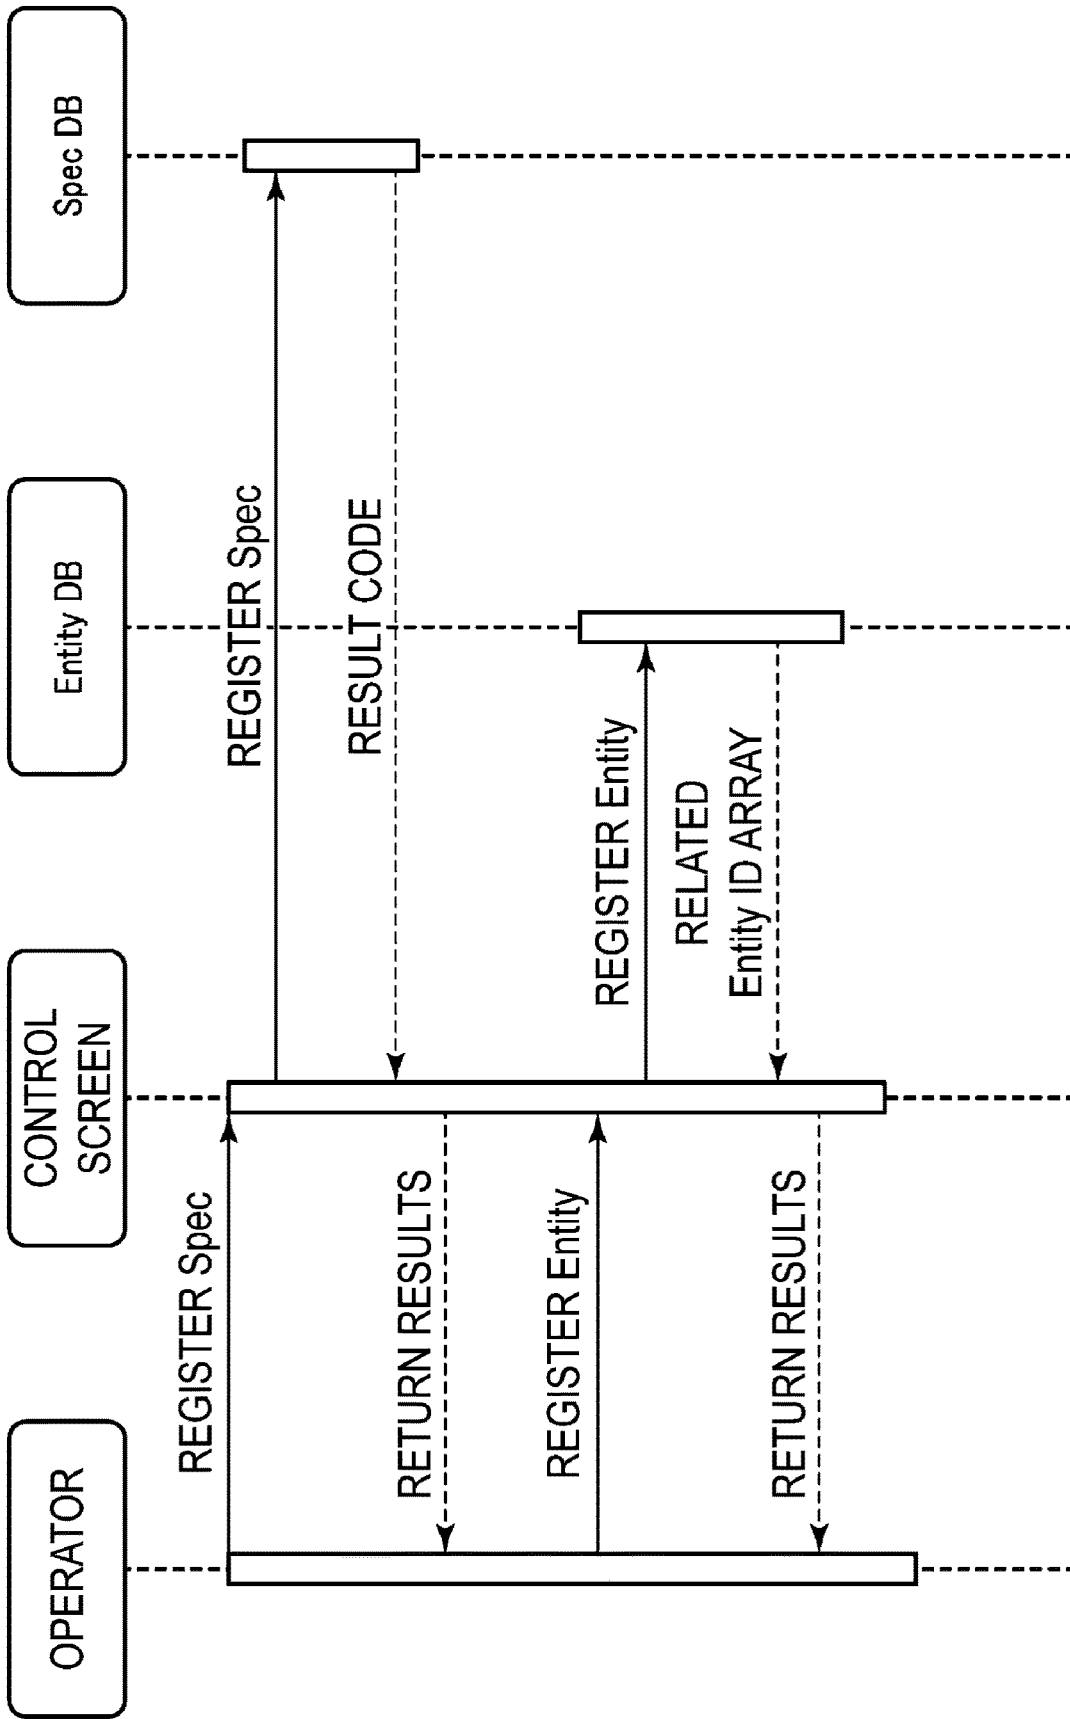 OPERATOR
CONTROL
SCREEN
Entity DB
Spec DB
REGISTER Spec
REGISTER Spec
RESULT CODE
RETURN RESULTS
REGISTER Entity
REGISTER Entity
RELATED
Entity ID ARRAY
RETURN RESULTS